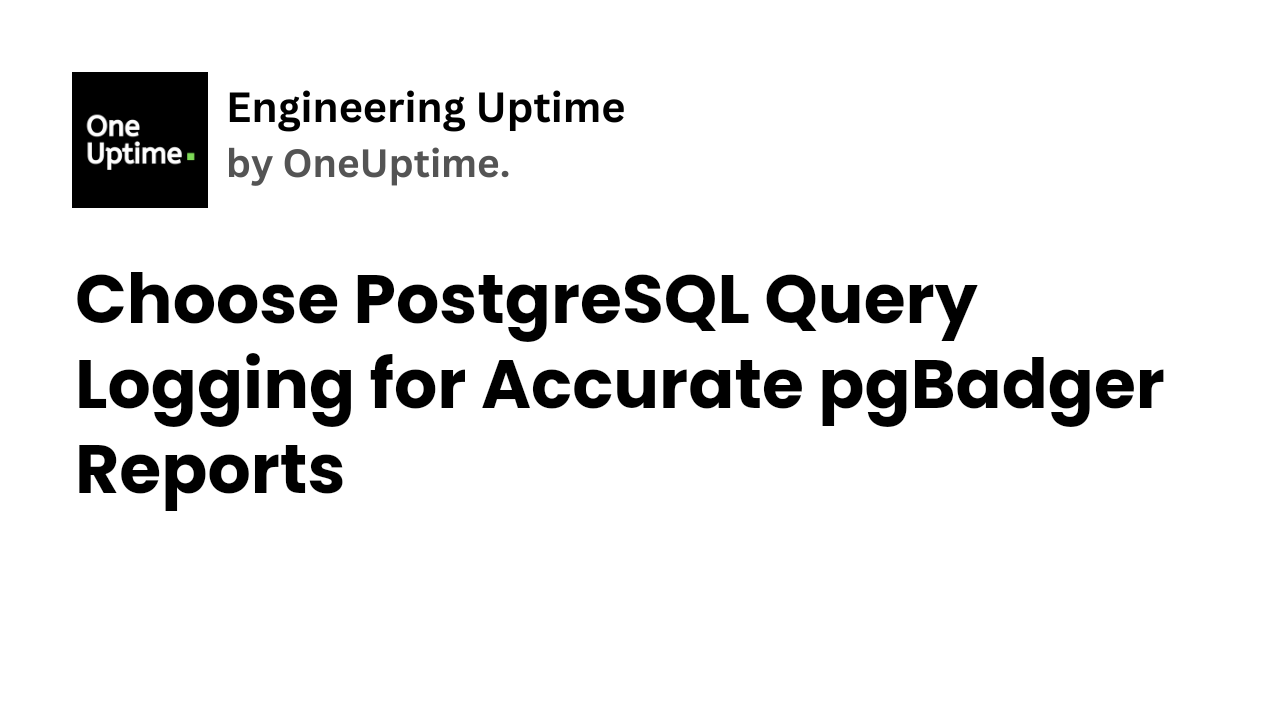 One
Uptime.
Engineering Uptime
by OneUptime.
Choose PostgreSQL Query
Logging for Accurate pgBadger
Reports